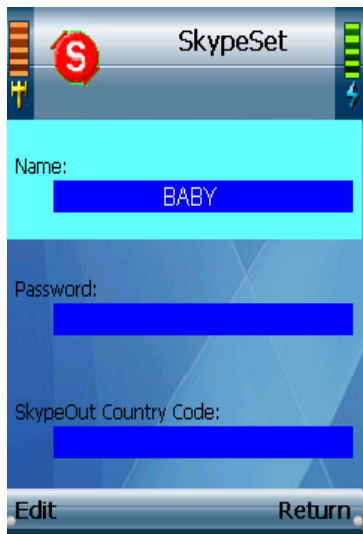 S
SkypeSet
Name:
BABY
Password:
SkypeOut Country Code:
Edit
Return